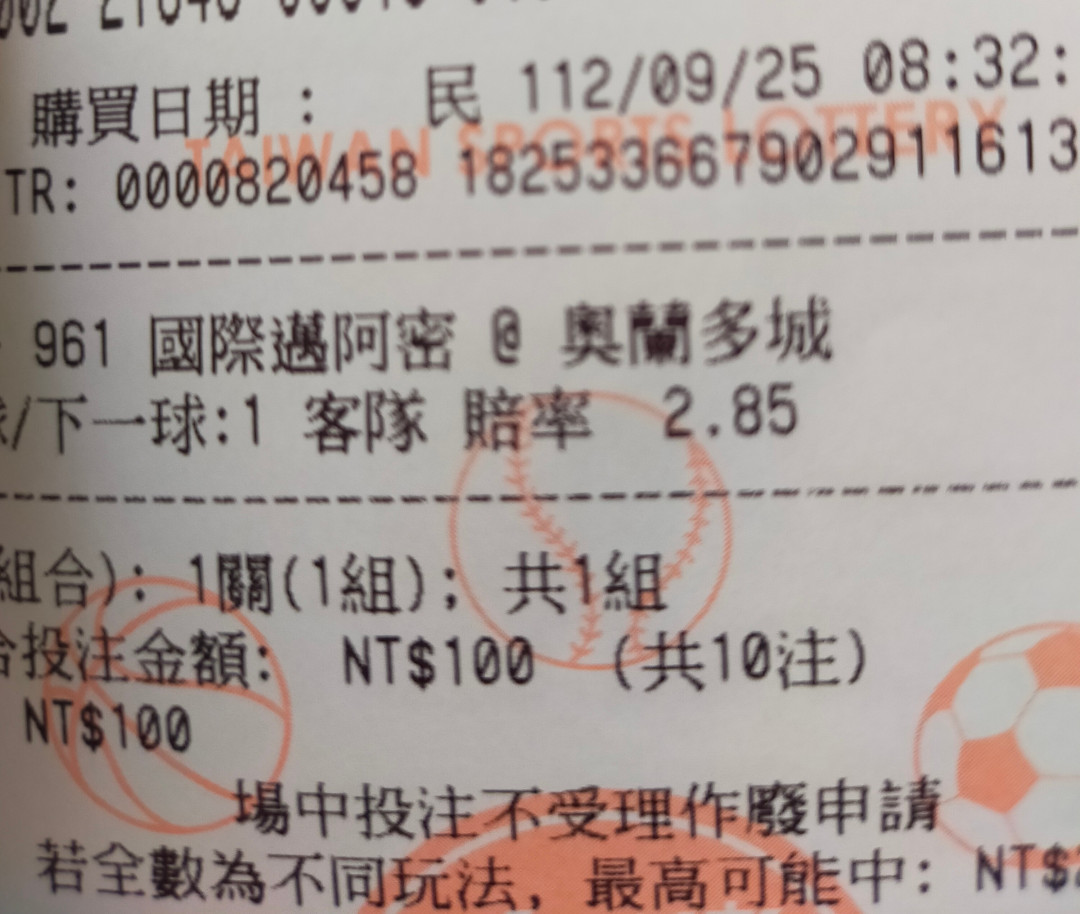 購買日期： 民 112/09/25 08:32:
TAIWAN SPORTS LOTTERY
TR: 0000820458 182533667902911613
961 國際邁阿密 @ 奧蘭多城
/下一球:1 客隊 賠率 2.85
組合): 1關(1組); 共1組
投注金額: NT$100 (共10注)
NT$100
場中投注不受理作廢申請
若全數為不同玩法, 最高可能中: NT$